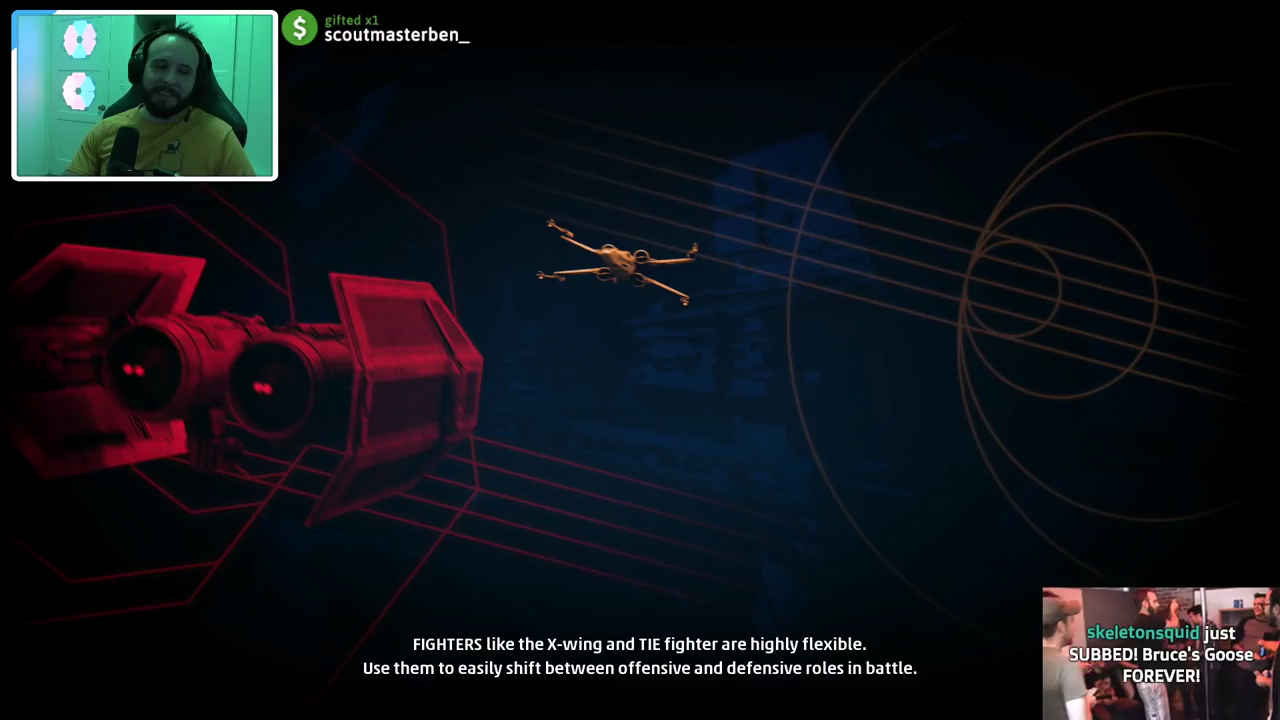 gifted x1
scoutmasterben_
FIGHTERS like the X-wing and TIE fighter are highly flexible.
Use them to easily shift between offensive and defensive roles in battle.
skeletonsquid just
SUBBED! Bruce's Goose
FOREVER!